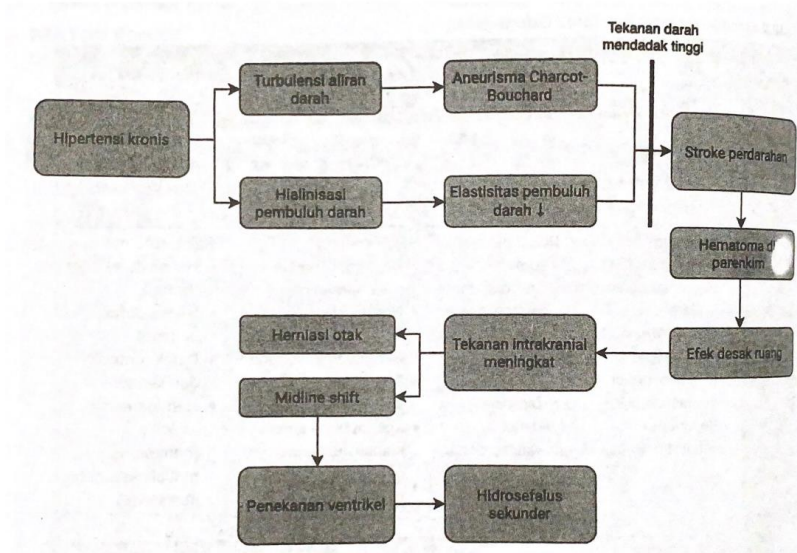 Tekanan darah
mendadak tinggi
Turbulensi aliran
darah
Aneurisma Charcot-
Bouchard
Hipertensi kronis
Stroke perdarahan
Hialinisasi
pembuluh darah
Elastisitas pembuluh
darah ↓
Hematoma di
parenkim
Herniasi otak
Tekanan intrakranial
meningkat
Efek desak ruang
Midline shift
Penekanan ventrikel
Hidrosefalus
sekunder